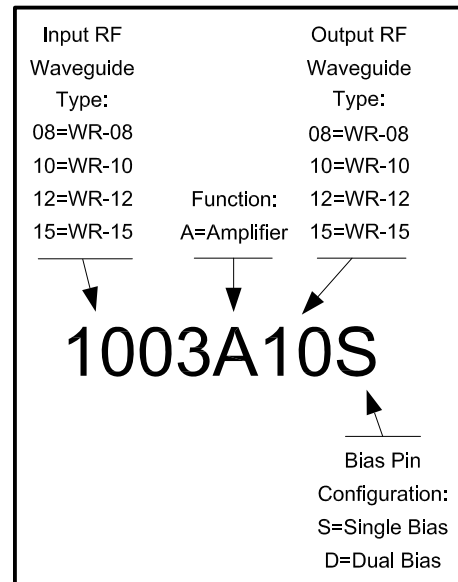 Input RF
Waveguide
Type:
08=WR-08
10=WR-10
12=WR-12
15=WR-15
Function:
A=Amplifier
Output RF
Waveguide
Type:
08=WR-08
10=WR-10
12=WR-12
15=WR-15
1003A10S
Bias Pin
Configuration:
S=Single Bias
D=Dual Bias